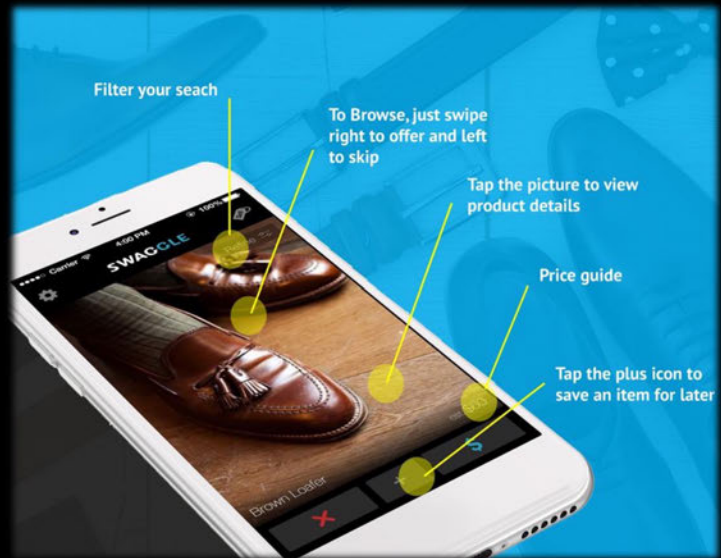 Filter your seach
To Browse, just swipe
right to offer and left
to skip
Tap the picture to view
product details
Price guide
Tap the plus icon to
save an item for later
Carrier
4:00 PM
100%
SWAGGLE
Brown Loafer